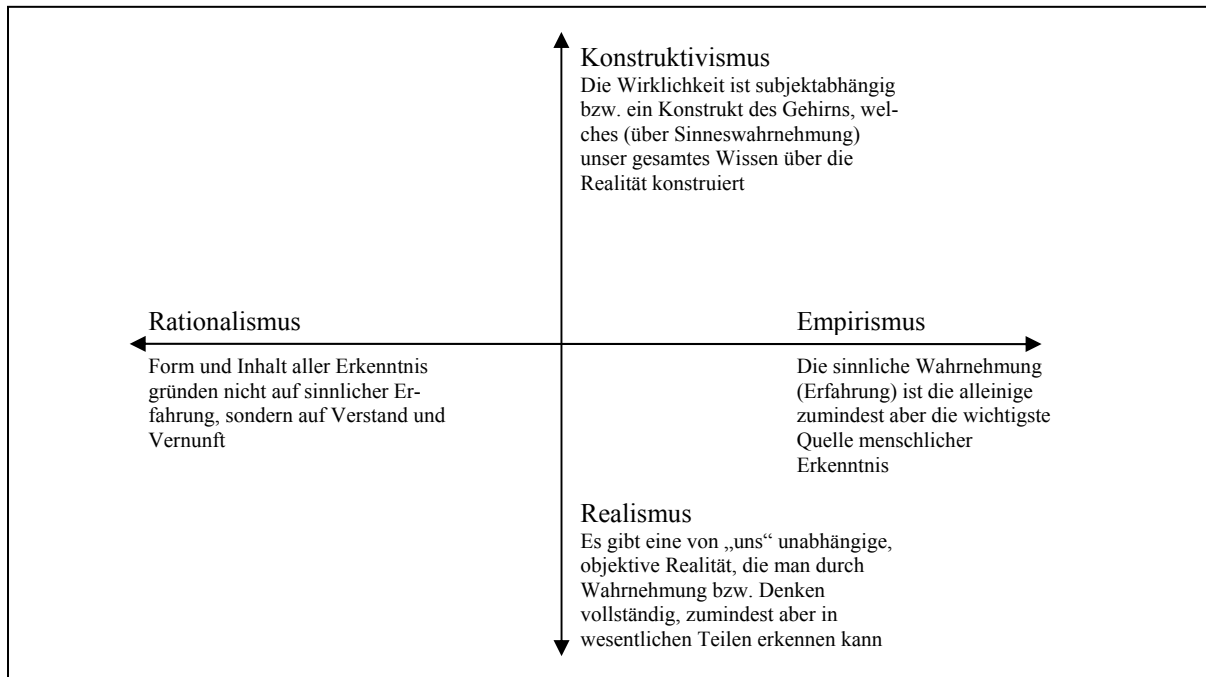 Konstruktivismus
Die Wirklichkeit ist subjektabhängig
bzw. ein Konstrukt des Gehirns, wel-
ches (über Sinneswahrnehmung)
unser gesamtes Wissen über die
Realität konstruiert
Rationalismus
Form und Inhalt aller Erkenntnis
gründen nicht auf sinnlicher Er-
fahrung, sondern auf Verstand und
Vernunft
Empirismus
Die sinnliche Wahrnehmung
(Erfahrung) ist die alleinige
zumindest aber die wichtigste
Quelle menschlicher
Erkenntnis
Realismus
Es gibt eine von „uns“ unabhängige,
objektive Realität, die man durch
Wahrnehmung bzw. Denken
vollständig, zumindest aber in
wesentlichen Teilen erkennen kann